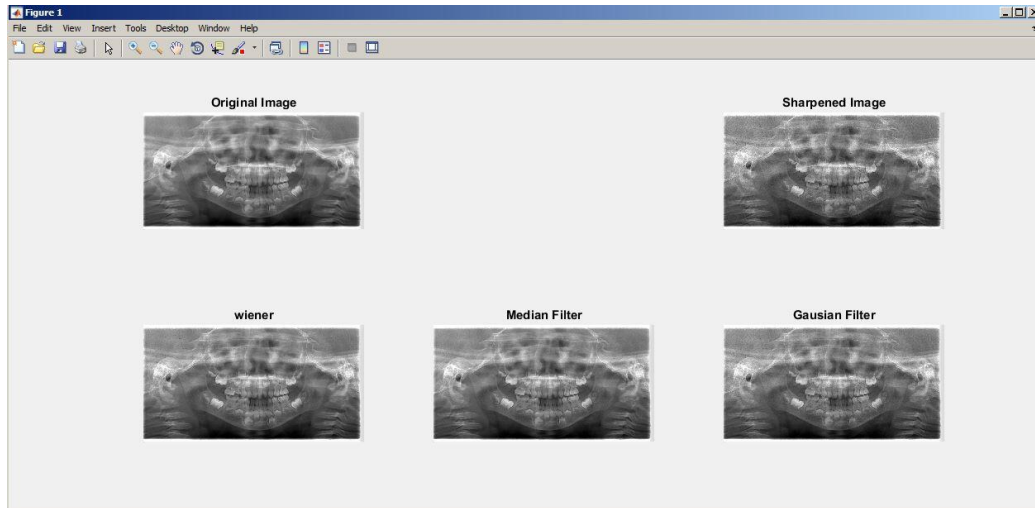 Figure 1
File Edit View Insert Tools Desktop Window Help
Original Image
Sharpened Image
wiener
Median Filter
Gausian Filter